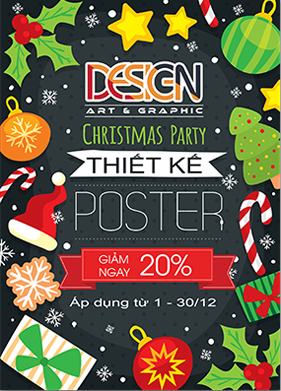 DESIGN
ART & GRAPHIC
CHRISTMAS PARTY
THIẾT KẾ
POSTER
GIẢM
NGAY 20%
Áp dụng từ 1 - 30/12